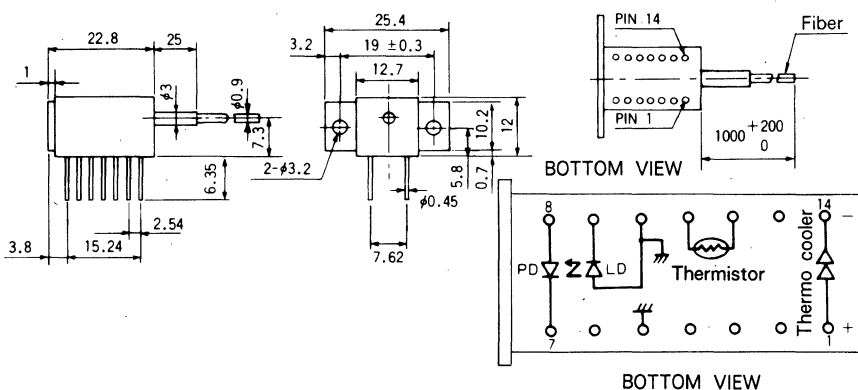 22.8
25
1
φ3
φ0.9
7.3
6.35
2.54
3.8
15.24
25.4
3.2
19 ±0.3
12.7
10.2
12
2-φ3.2
5.8
0.7
φ0.45
7.62
PIN 14
Fiber
PIN 1
1000 +200 0
BOTTOM VIEW
8
14
−
PD
LD
Thermistor
Thermo cooler
7
1
+
BOTTOM VIEW